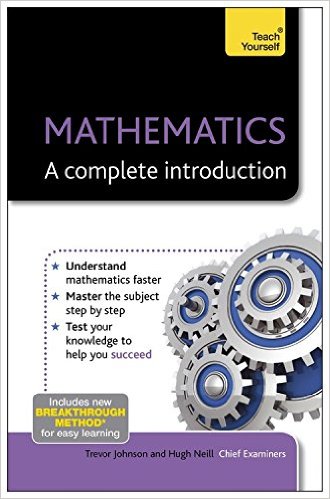 Teach®
Yourself
MATHEMATICS
A complete introduction
★ Understand
mathematics faster
★ Master the subject
step by step
★ Test your
knowledge to
help you succeed
Includes new
BREAKTHROUGH
METHOD*
for easy learning
Trevor Johnson and Hugh Neill Chief Examiners